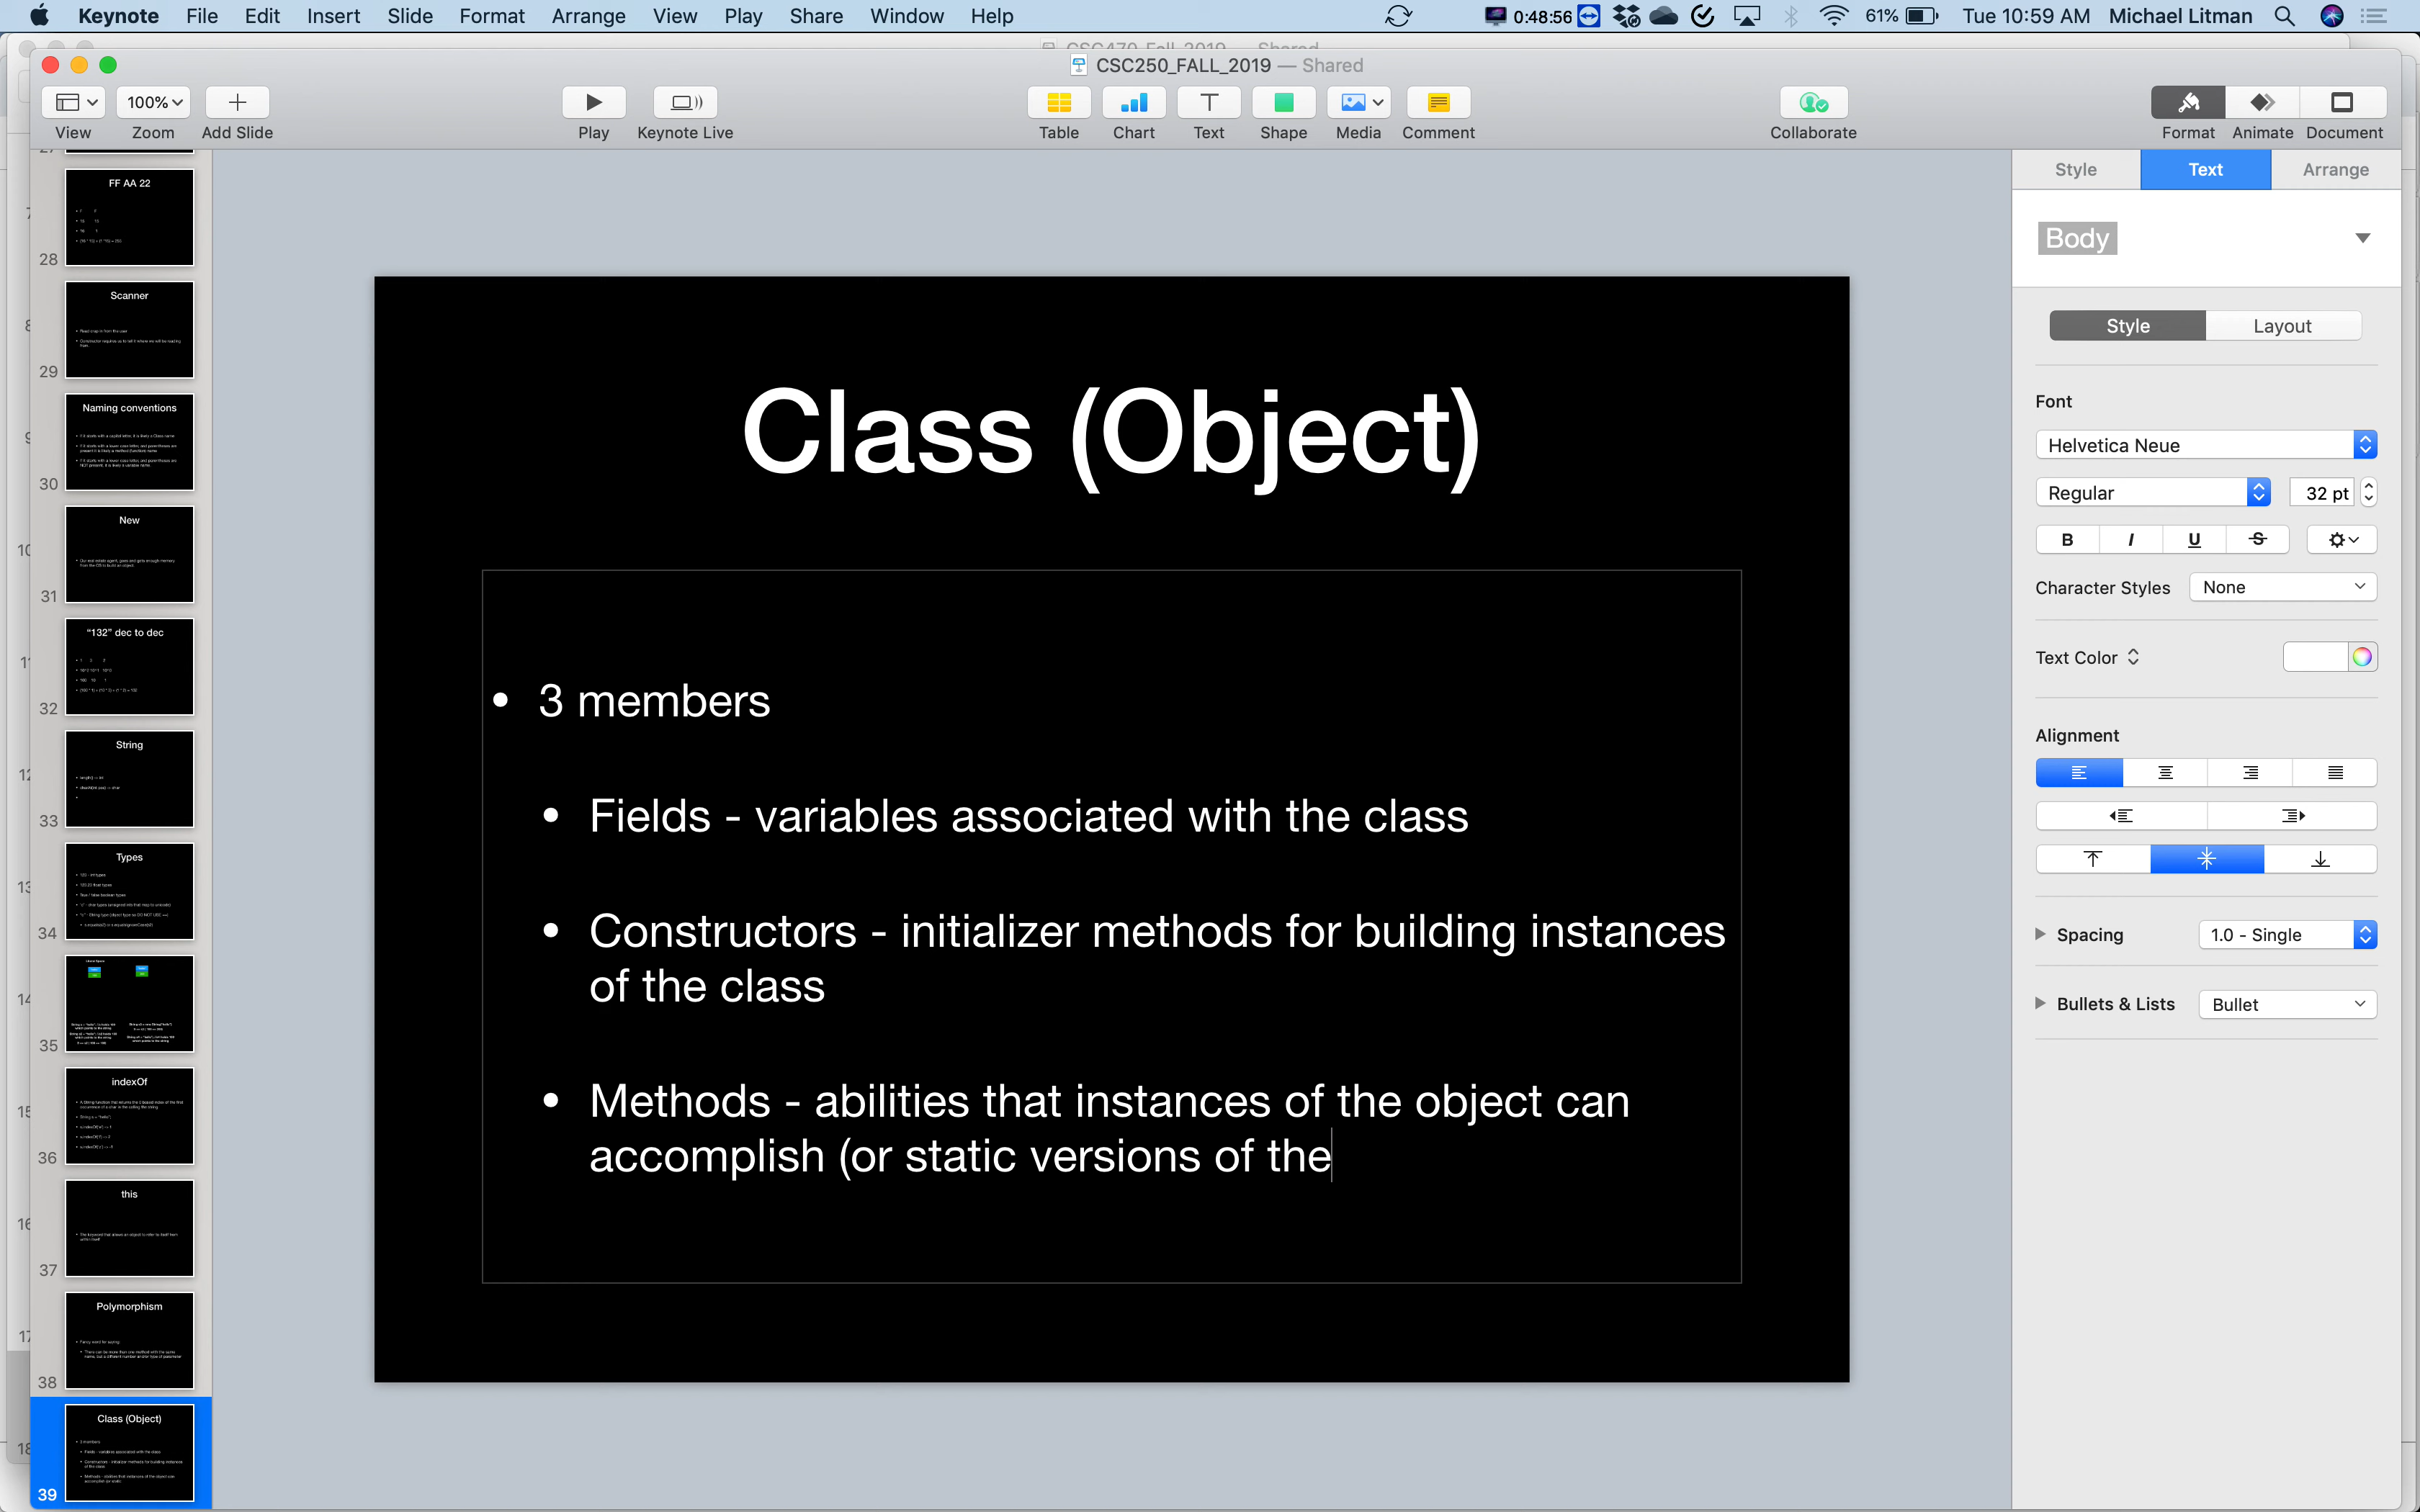 Keynote File Edit Insert Slide Format Arrange View Play Share Window Help 0:48:56 61% Tue 10:59 AM Michael Litman
CSC250_FALL_2019 — Shared
100%
View Zoom Add Slide Play Keynote Live Table Chart Text Shape Media Comment Collaborate Format Animate Document
Style Text Arrange
Body
Style Layout
Font
Helvetica Neue
Regular 32 pt
B I U S
Character Styles None
Text Color
Alignment
Spacing 1.0 - Single
Bullets & Lists Bullet
FF AA 22
28
Scanner
29
Naming conventions
30
New
31
“132” dec to dec
32
String
33
Types
34
35
indexOf
36
this
37
Polymorphism
38
Class (Object)
39
Class (Object)
• 3 members
• Fields - variables associated with the class
• Constructors - initializer methods for building instances
of the class
• Methods - abilities that instances of the object can
accomplish (or static versions of the